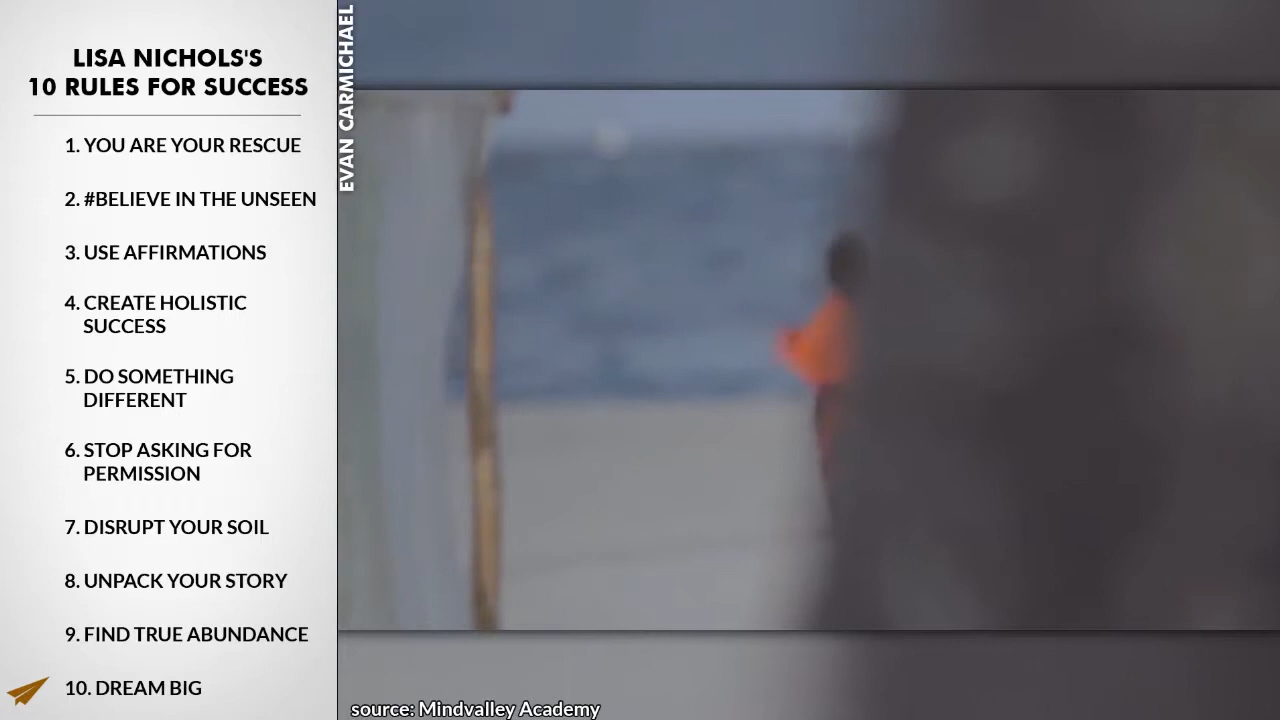 LISA NICHOLS'S
10 RULES FOR SUCCESS
1. YOU ARE YOUR RESCUE
2. #BELIEVE IN THE UNSEEN
3. USE AFFIRMATIONS
4. CREATE HOLISTIC
SUCCESS
5. DO SOMETHING
DIFFERENT
6. STOP ASKING FOR
PERMISSION
7. DISRUPT YOUR SOIL
8. UNPACK YOUR STORY
9. FIND TRUE ABUNDANCE
10. DREAM BIG
EVAN CARMICHAEL
source: Mindvalley Academy